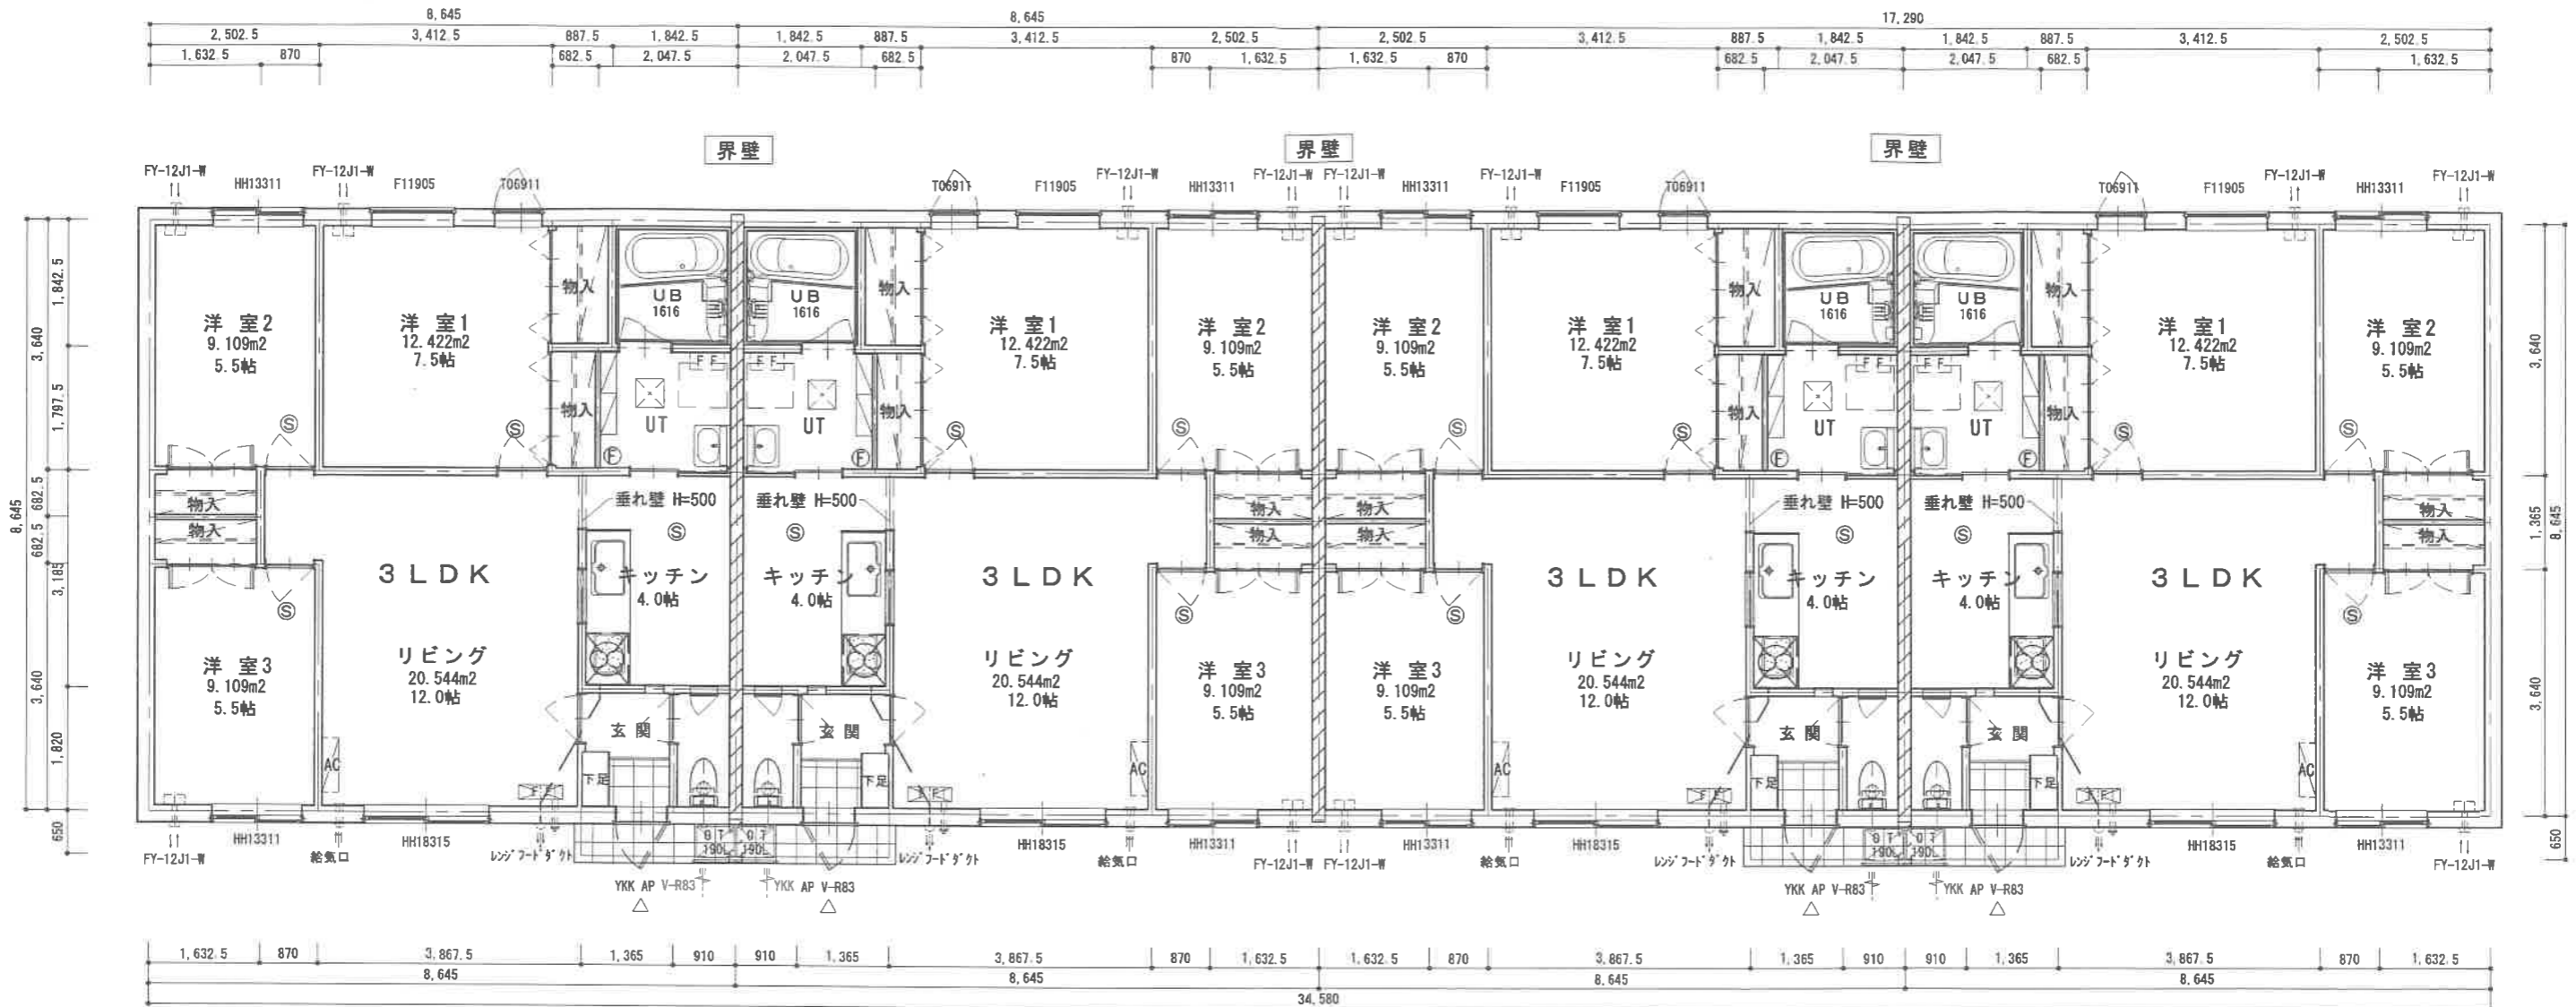 8,645 8,645 17,290
2,502.5 3,412.5 887.5 1,842.5 1,842.5 887.5 3,412.5 2,502.5 2,502.5 3,412.5 887.5 1,842.5 1,842.5 887.5 3,412.5 2,502.5
1,632.5 870 682.5 2,047.5 2,047.5 682.5 870 1,632.5 1,632.5 870 682.5 2,047.5 2,047.5 682.5 1,632.5
界壁 界壁 界壁
FY-12J1-W HH13311 FY-12J1-W F11905 T06911 T06911 F11905 FY-12J1-W HH13311 FY-12J1-W FY-12J1-W HH13311 FY-12J1-W F11905 T06911 T06911 F11905 FY-12J1-W HH13311 FY-12J1-W
8,645
3,640 3,185 3,640 650
1,842.5 1,797.5 682.5 682.5 1,820
物入 UB UB 物入 物入 UB UB 物入
1616 1616 1616 1616
洋室2 洋室1 洋室1 洋室2 洋室2 洋室1 洋室1 洋室2
9.109m2 12.422m2 12.422m2 9.109m2 9.109m2 12.422m2 12.422m2 9.109m2
5.5帖 7.5帖 7.5帖 5.5帖 5.5帖 7.5帖 7.5帖 5.5帖
FF FF FF FF
物入 UT UT 物入 物入 UT UT 物入
Ⓢ Ⓢ Ⓢ Ⓢ Ⓢ Ⓢ Ⓢ Ⓢ
Ⓕ Ⓕ Ⓕ Ⓕ
物入 垂れ壁 H=500 垂れ壁 H=500 物入 物入 垂れ壁 H=500 垂れ壁 H=500 物入
物入 Ⓢ Ⓢ 物入 物入 Ⓢ Ⓢ 物入
3LDK キッチン キッチン 3LDK 3LDK キッチン キッチン 3LDK
4.0帖 4.0帖 4.0帖 4.0帖
Ⓢ Ⓢ Ⓢ Ⓢ
洋室3 リビング リビング 洋室3 洋室3 リビング リビング 洋室3
9.109m2 20.544m2 20.544m2 9.109m2 9.109m2 20.544m2 20.544m2 9.109m2
5.5帖 12.0帖 12.0帖 5.5帖 5.5帖 12.0帖 12.0帖 5.5帖
玄関 玄関 玄関 玄関
AC 下足 下足 AC AC 下足 下足 AC
FF FF FF FF
3,640 1,365 3,640 650
8,645
190L 190L 190L 190L
FY-12J1-W HH13311 給気口 HH18315 レンジフードダクト レンジフードダクト HH18315 給気口 HH13311 FY-12J1-W FY-12J1-W HH13311 給気口 HH18315 レンジフードダクト レンジフードダクト HH18315 給気口 HH13311 FY-12J1-W
YKK AP V-R83 YKK AP V-R83 YKK AP V-R83 YKK AP V-R83
1,632.5 870 3,867.5 1,365 910 910 1,365 3,867.5 870 1,632.5 1,632.5 870 3,867.5 1,365 910 910 1,365 3,867.5 870 1,632.5
8,645 8,645 8,645 8,645
34,580